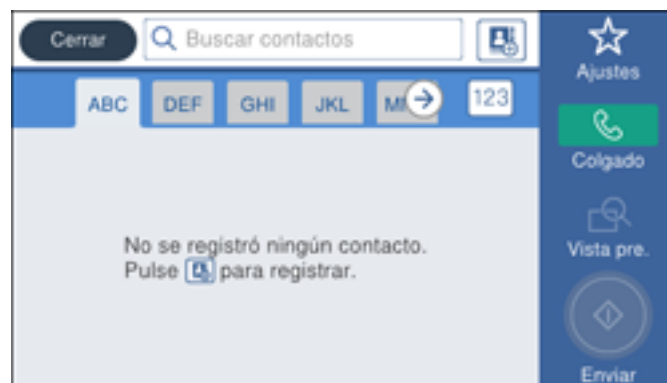 Cerrar
Buscar contactos
Ajustes
ABC
DEF
GHI
JKL
123
Colgado
No se registró ningún contacto.
Pulse para registrar.
Vista pre.
Enviar